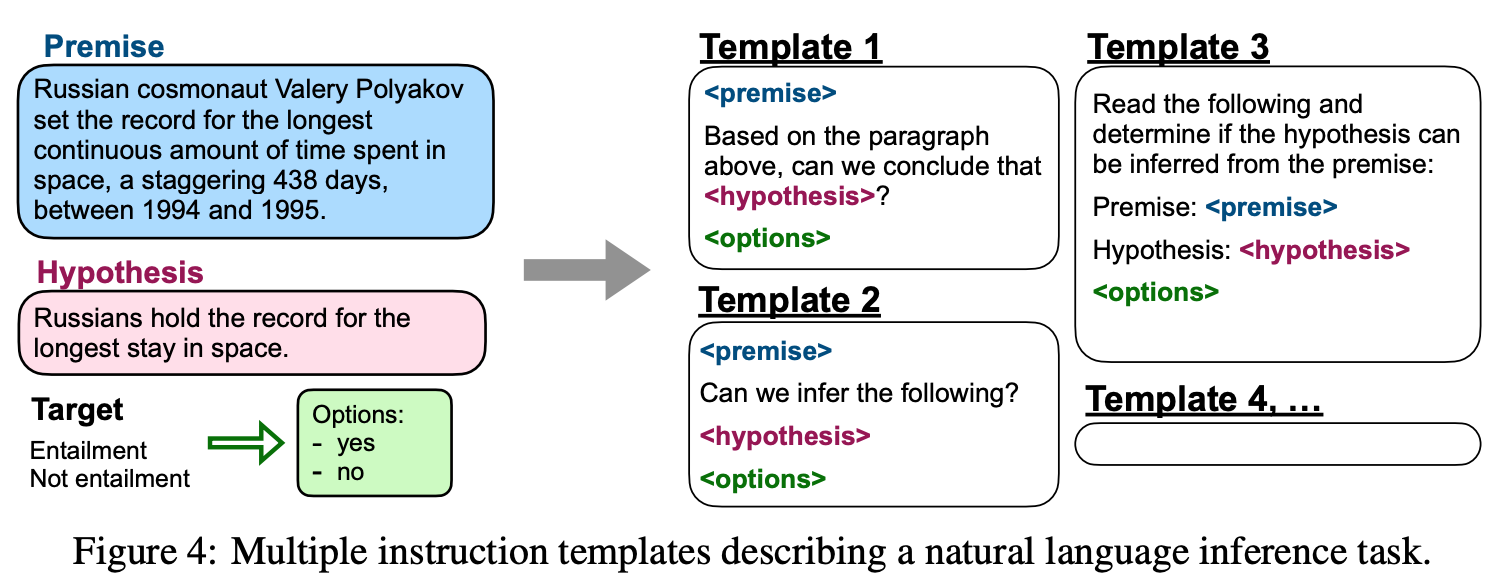 Premise
Russian cosmonaut Valery Polyakov
set the record for the longest
continuous amount of time spent in
space, a staggering 438 days,
between 1994 and 1995.
Hypothesis
Russians hold the record for the
longest stay in space.
Target
Entailment
Not entailment
Options:
- yes
- no
Template 1
<premise>
Based on the paragraph
above, can we conclude that
<hypothesis>?
<options>
Template 2
<premise>
Can we infer the following?
<hypothesis>
<options>
Template 3
Read the following and
determine if the hypothesis can
be inferred from the premise:
Premise: <premise>
Hypothesis: <hypothesis>
<options>
Template 4, ...
Figure 4: Multiple instruction templates describing a natural language inference task.